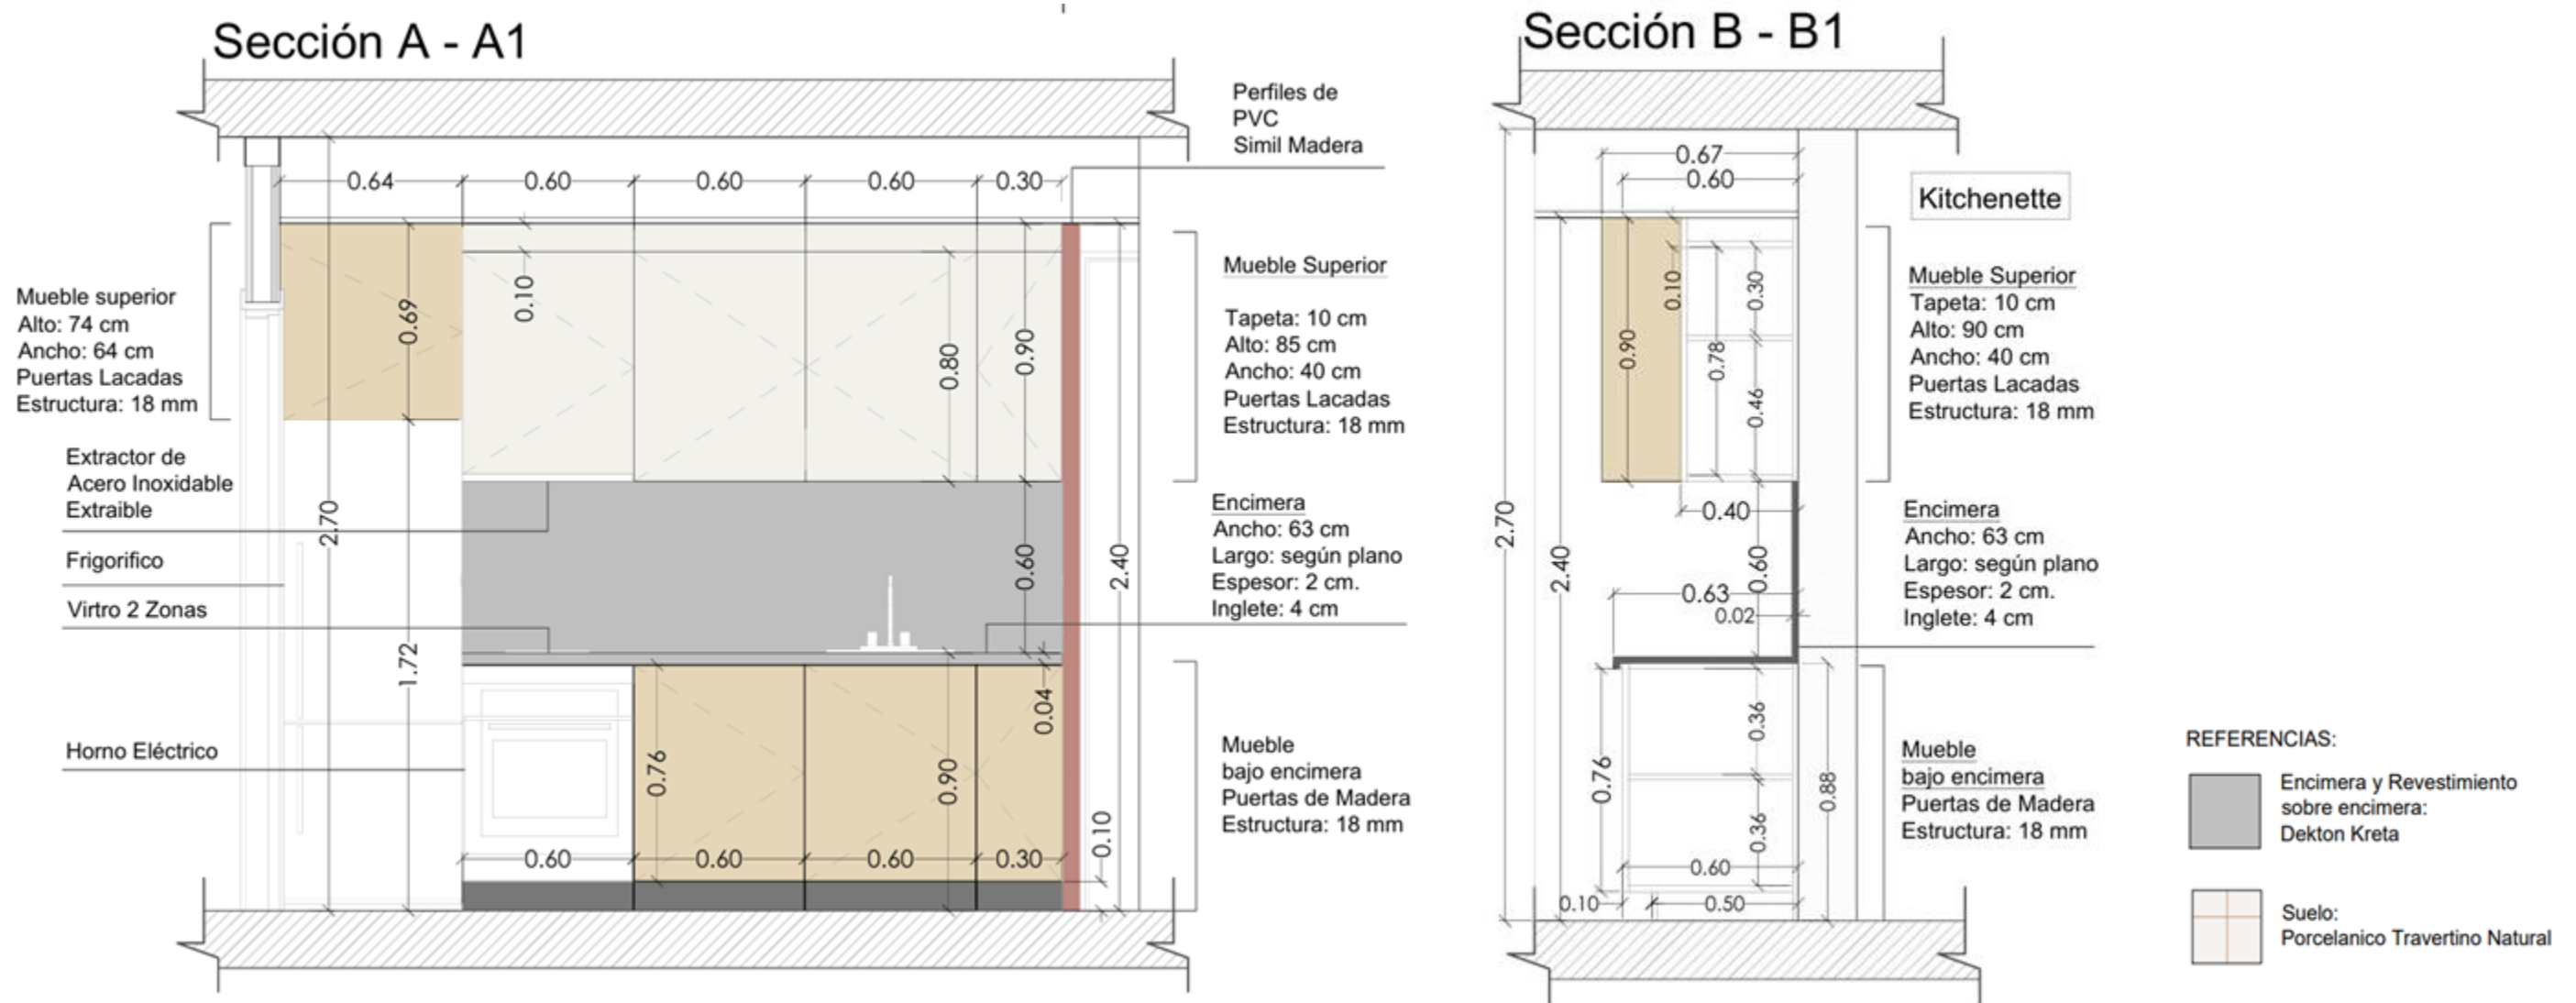 Sección A - A1
Sección B - B1
Perfiles de
PVC
Simil Madera
0.64
0.60
0.60
0.60
0.30
Mueble superior
Alto: 74 cm
Ancho: 64 cm
Puertas Lacadas
Estructura: 18 mm
0.69
0.10
0.80
0.90
Mueble Superior
Tapeta: 10 cm
Alto: 85 cm
Ancho: 40 cm
Puertas Lacadas
Estructura: 18 mm
Extractor de
Acero Inoxidable
Extraible
Frigorifico
Virtro 2 Zonas
2.70
1.72
0.60
2.40
Encimera
Ancho: 63 cm
Largo: según plano
Espesor: 2 cm.
Inglete: 4 cm
Horno Eléctrico
0.76
0.90
0.04
0.10
0.60
0.60
0.60
0.30
Mueble
bajo encimera
Puertas de Madera
Estructura: 18 mm
0.67
0.60
Kitchenette
0.10
0.30
0.90
0.78
0.46
Mueble Superior
Tapeta: 10 cm
Alto: 90 cm
Ancho: 40 cm
Puertas Lacadas
Estructura: 18 mm
2.70
2.40
0.40
0.60
0.63
0.02
Encimera
Ancho: 63 cm
Largo: según plano
Espesor: 2 cm.
Inglete: 4 cm
0.36
0.76
0.88
0.36
0.60
0.10
0.50
Mueble
bajo encimera
Puertas de Madera
Estructura: 18 mm
REFERENCIAS:
Encimera y Revestimiento
sobre encimera:
Dekton Kreta
Suelo:
Porcelanico Travertino Natural